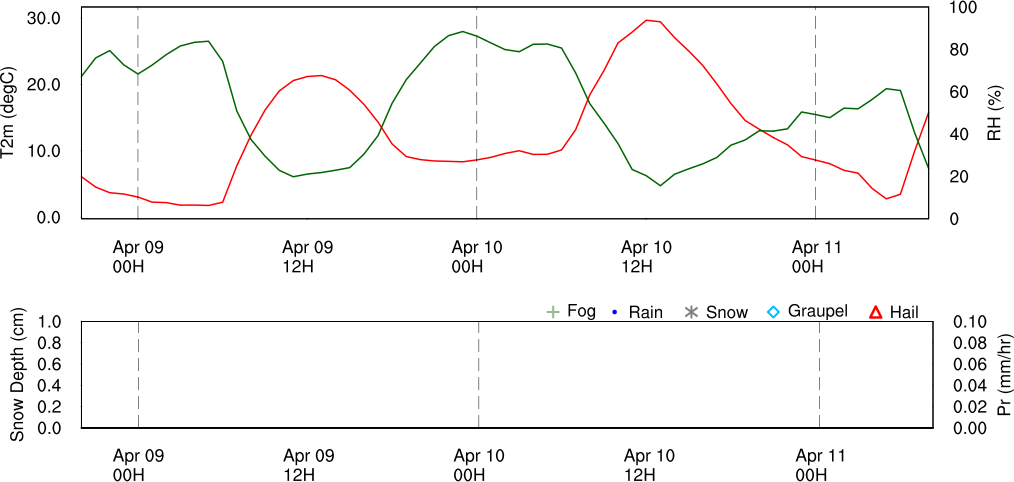 T2m (degC)
30.0
20.0
10.0
0.0
100
80
60
40
20
0
RH (%)
Apr 09
00H
Apr 09
12H
Apr 10
00H
Apr 10
12H
Apr 11
00H
Fog Rain Snow Graupel Hail
Snow Depth (cm)
1.0
0.8
0.6
0.4
0.2
0.0
0.10
0.08
0.06
0.04
0.02
0.00
Pr (mm/hr)
Apr 09
00H
Apr 09
12H
Apr 10
00H
Apr 10
12H
Apr 11
00H